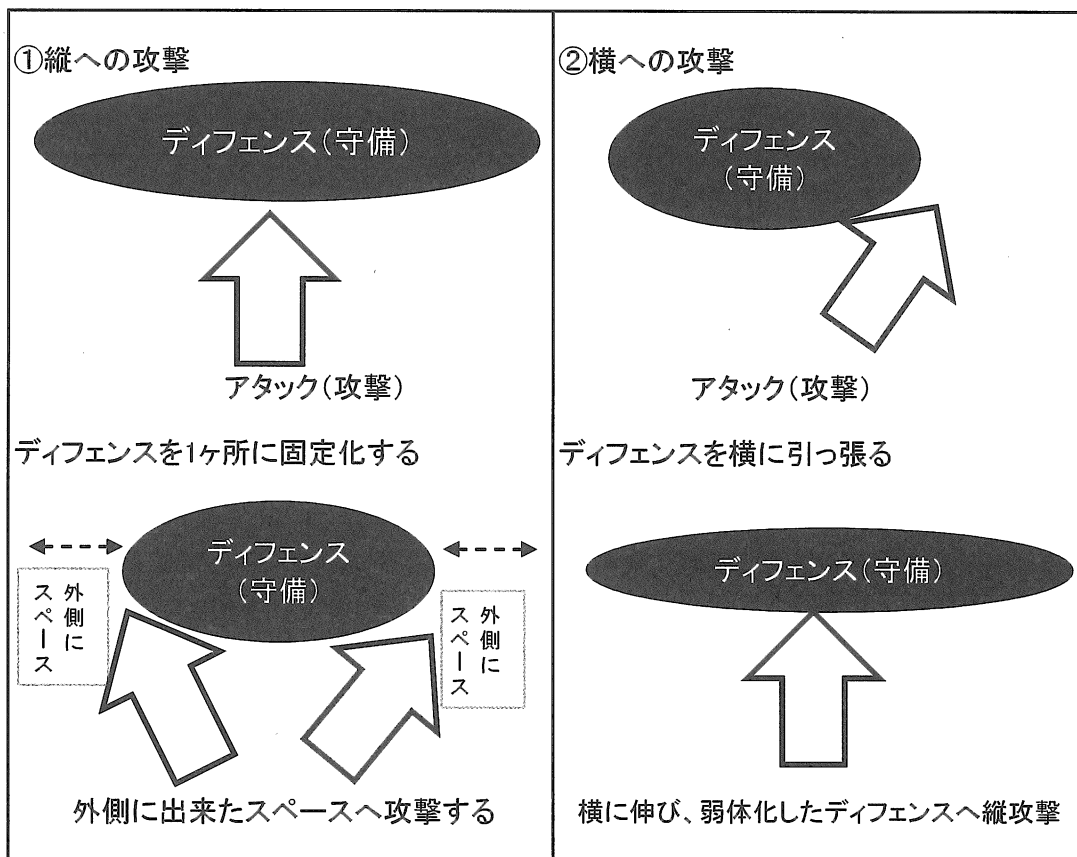 ①縦への攻撃
ディフェンス(守備)
アタック(攻撃)
ディフェンスを1ヶ所に固定化する
ディフェンス
(守備)
外側に
スペース
外側に
スペース
外側に出来たスペースへ攻撃する
②横への攻撃
ディフェンス
(守備)
アタック(攻撃)
ディフェンスを横に引っ張る
ディフェンス(守備)
横に伸び、弱体化したディフェンスへ縦攻撃